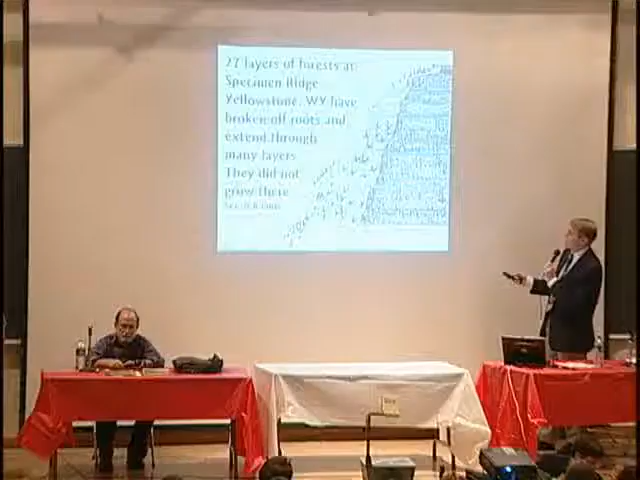 27 layers of forests at
Specimen Ridge
Yellowstone, WY have
broken off roots and
extend through
many layers
They did not
grow there